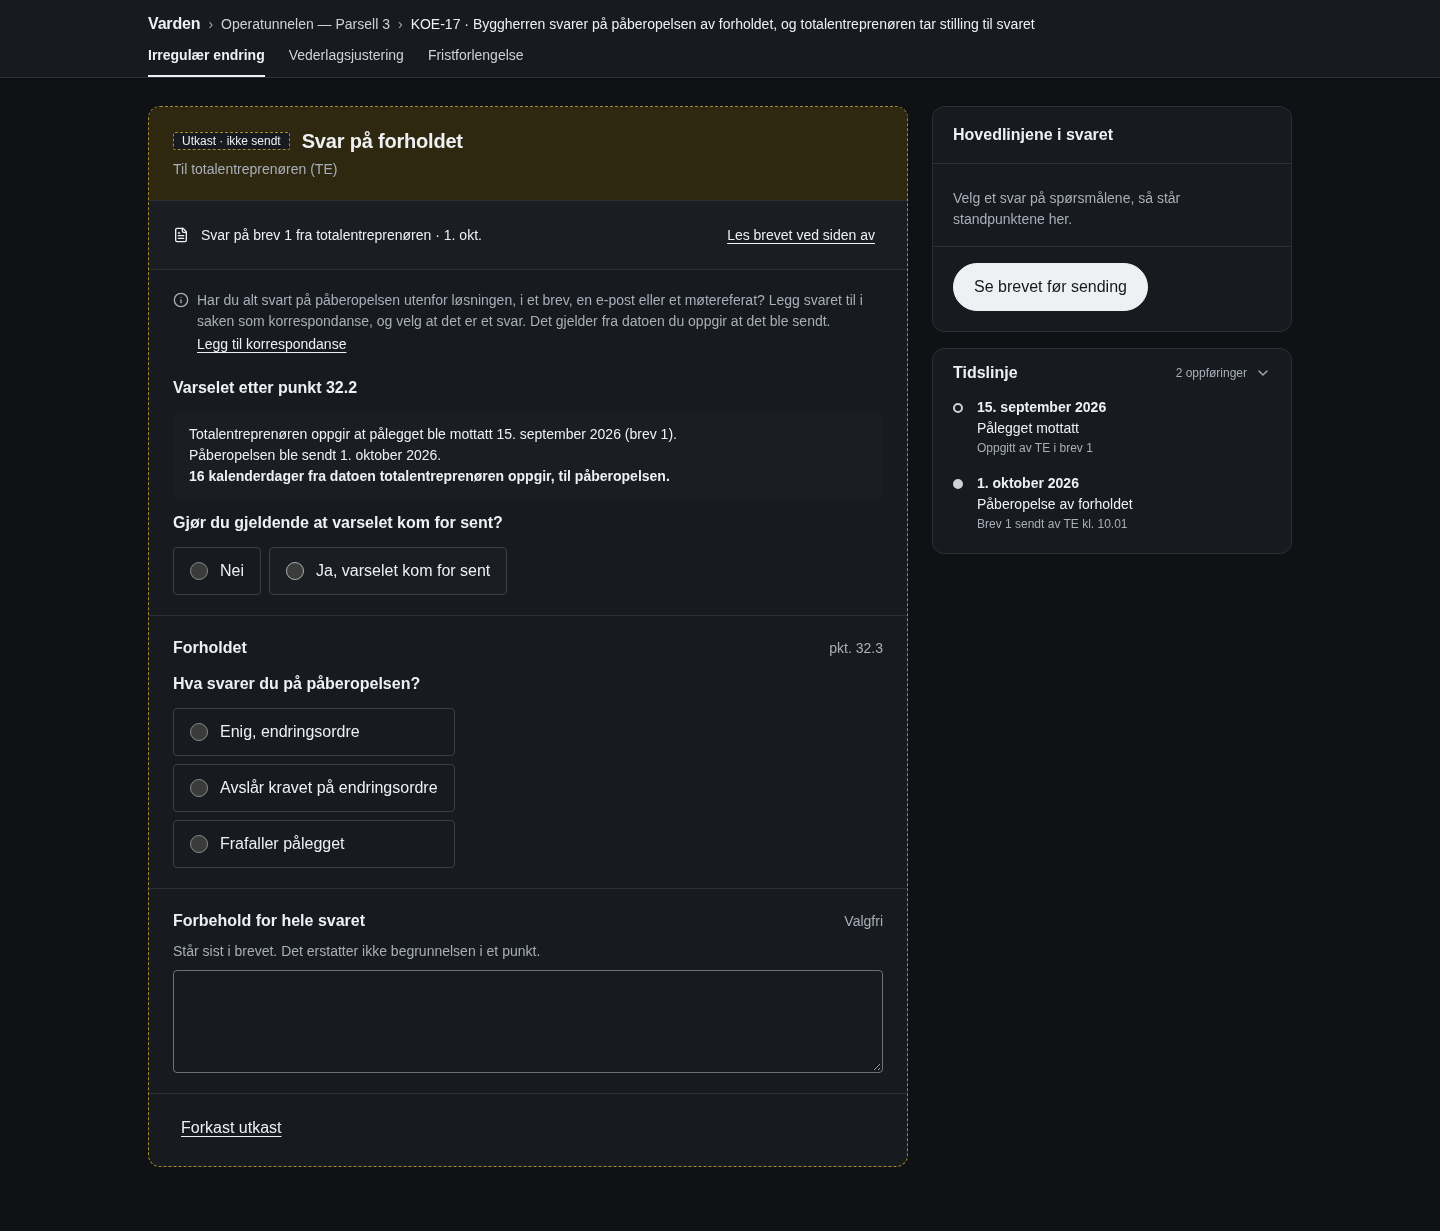 Varden › Operatunnelen — Parsell 3 › KOE-17 · Byggherren svarer på påberopelsen av forholdet, og totalentreprenøren tar stilling til svaret
Irregulær endring Vederlagsjustering Fristforlengelse
Utkast · ikke sendt Svar på forholdet
Til totalentreprenøren (TE)
Svar på brev 1 fra totalentreprenøren · 1. okt. Les brevet ved siden av
Har du alt svart på påberopelsen utenfor løsningen, i et brev, en e-post eller et møtereferat? Legg svaret til i
saken som korrespondanse, og velg at det er et svar. Det gjelder fra datoen du oppgir at det ble sendt.
Legg til korrespondanse
Varselet etter punkt 32.2
Totalentreprenøren oppgir at pålegget ble mottatt 15. september 2026 (brev 1).
Påberopelsen ble sendt 1. oktober 2026.
16 kalenderdager fra datoen totalentreprenøren oppgir, til påberopelsen.
Gjør du gjeldende at varselet kom for sent?
Nei Ja, varselet kom for sent
Forholdet pkt. 32.3
Hva svarer du på påberopelsen?
Enig, endringsordre
Avslår kravet på endringsordre
Frafaller pålegget
Forbehold for hele svaret Valgfri
Står sist i brevet. Det erstatter ikke begrunnelsen i et punkt.
Forkast utkast
Hovedlinjene i svaret
Velg et svar på spørsmålene, så står
standpunktene her.
Se brevet før sending
Tidslinje 2 oppføringer
15. september 2026
Pålegget mottatt
Oppgitt av TE i brev 1
1. oktober 2026
Påberopelse av forholdet
Brev 1 sendt av TE kl. 10.01